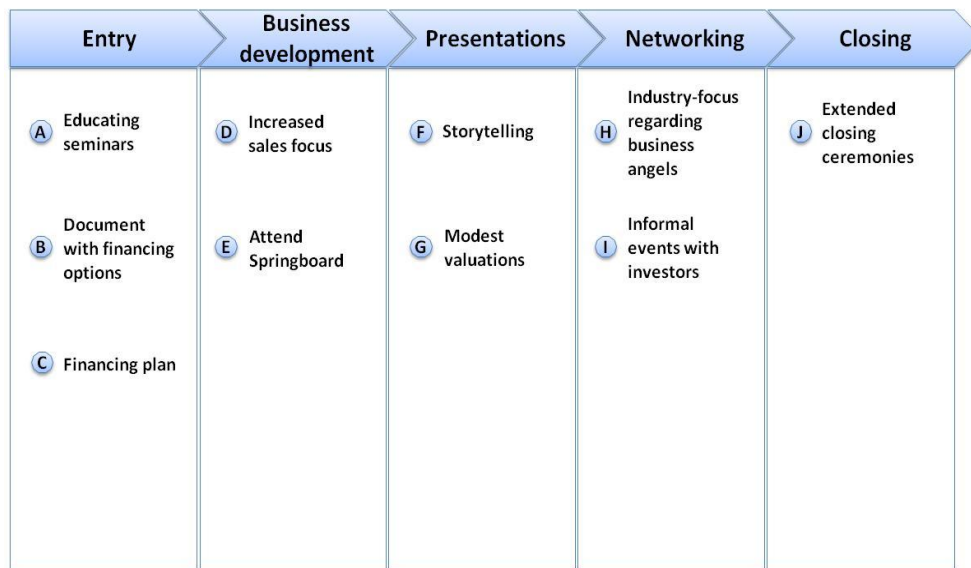 Entry
Business
development
Presentations
Networking
Closing
A Educating
seminars
B Document
with financing
options
C Financing plan
D Increased
sales focus
E Attend
Springboard
F Storytelling
G Modest
valuations
H Industry-focus
regarding
business
angels
I Informal
events with
investors
J Extended
closing
ceremonies